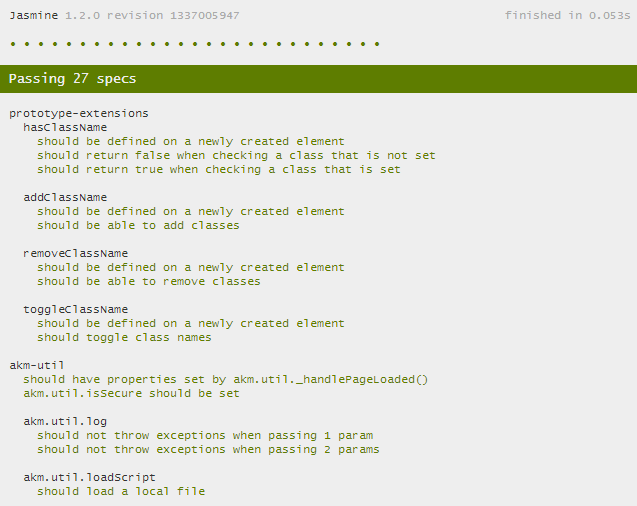 Jasmine 1.2.0 revision 1337005947 finished in 0.053s
• • • • • • • • • • • • • • • • • • • • • • • • • • •
Passing 27 specs
prototype-extensions
hasClassName
should be defined on a newly created element
should return false when checking a class that is not set
should return true when checking a class that is set
addClassName
should be defined on a newly created element
should be able to add classes
removeClassName
should be defined on a newly created element
should be able to remove classes
toggleClassName
should be defined on a newly created element
should toggle class names
akm-util
should have properties set by akm.util._handlePageLoaded()
akm.util.isSecure should be set
akm.util.log
should not throw exceptions when passing 1 param
should not throw exceptions when passing 2 params
akm.util.loadScript
should load a local file